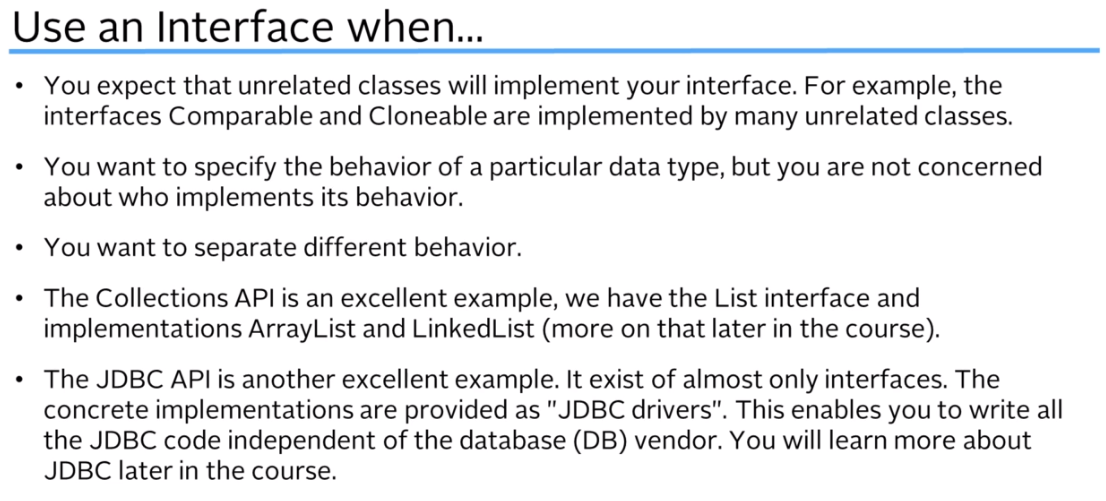 Use an Interface when...
• You expect that unrelated classes will implement your interface. For example, the
interfaces Comparable and Cloneable are implemented by many unrelated classes.
• You want to specify the behavior of a particular data type, but you are not concerned
about who implements its behavior.
• You want to separate different behavior.
• The Collections API is an excellent example, we have the List interface and
implementations ArrayList and LinkedList (more on that later in the course).
• The JDBC API is another excellent example. It exist of almost only interfaces. The
concrete implementations are provided as "JDBC drivers". This enables you to write all
the JDBC code independent of the database (DB) vendor. You will learn more about
JDBC later in the course.